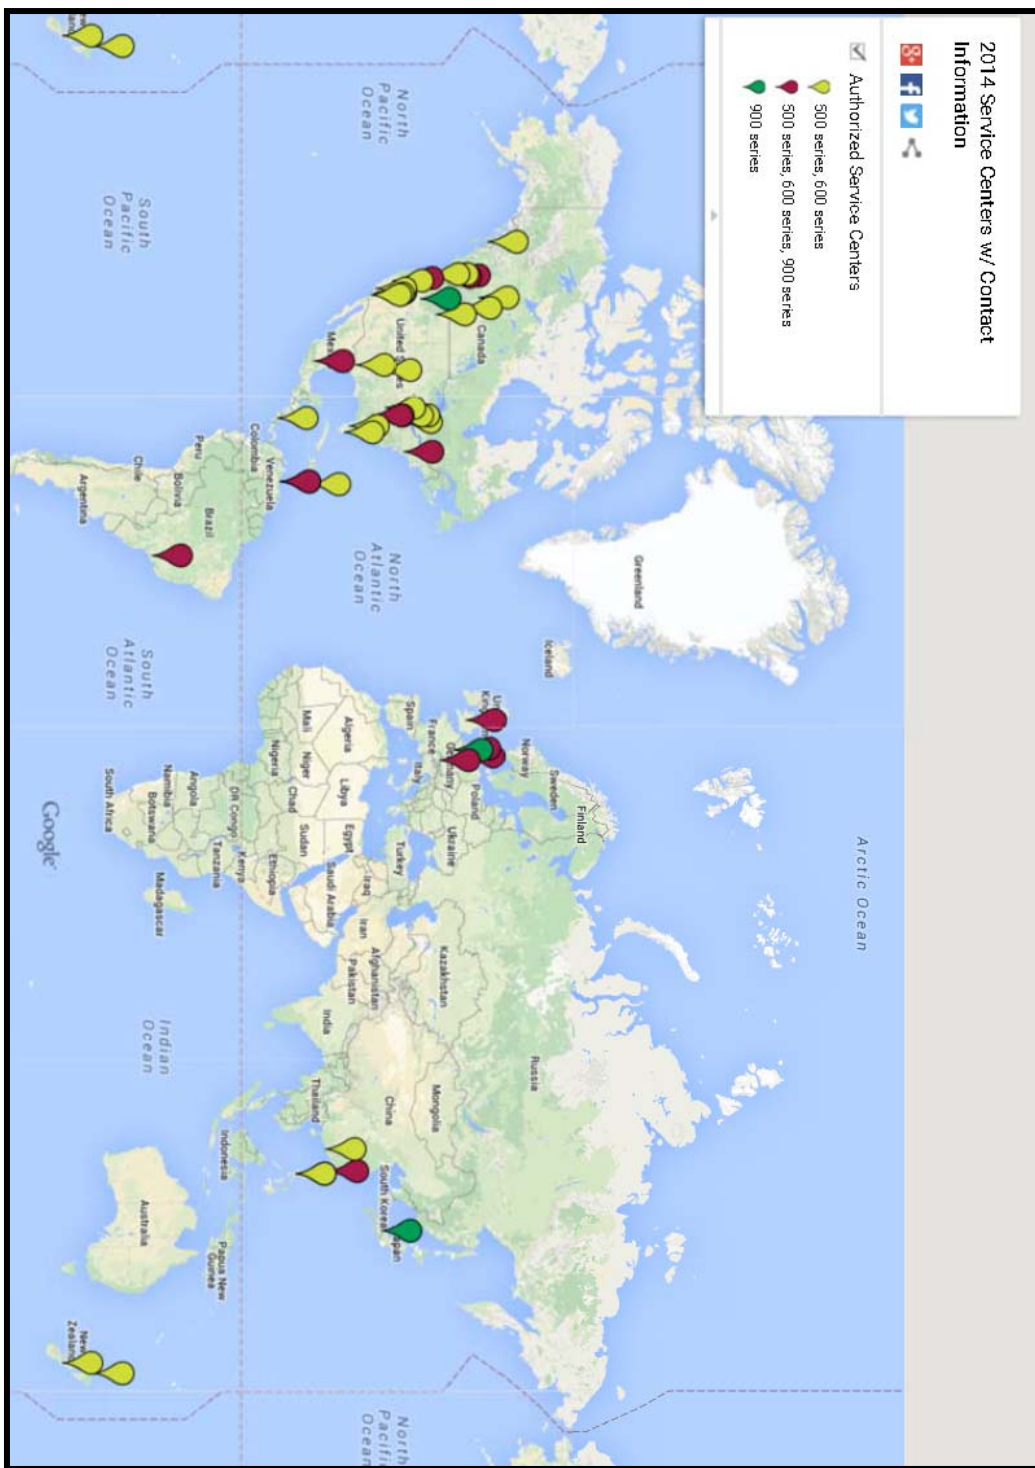 2014 Service Centers w/ Contact
Information
Authorized Service Centers
500 series, 600 series
500 series, 600 series, 900 series
900 series
Arctic Ocean
Greenland
Iceland
Canada
United
North
Pacific
Ocean
North
Atlantic
Ocean
South
Pacific
Ocean
South
Atlantic
Ocean
Indian
Ocean
Venezuela
Colombia
Peru
Brazil
Bolivia
Chile
Argentina
Norway
Sweden
Finland
Poland
Ukraine
France
Spain
Italy
Turkey
Russia
Kazakhstan
Mongolia
China
South Korea
Afghanistan
Pakistan
Iran
Iraq
Saudi Arabia
India
Thailand
Indonesia
Papua New
Guinea
Australia
New
Zealand
Algeria
Libya
Egypt
Mali
Niger
Chad
Sudan
Nigeria
Ethiopia
Kenya
DR Congo
Tanzania
Angola
Namibia
Botswana
Madagascar
South Africa
North
Ocean
Google